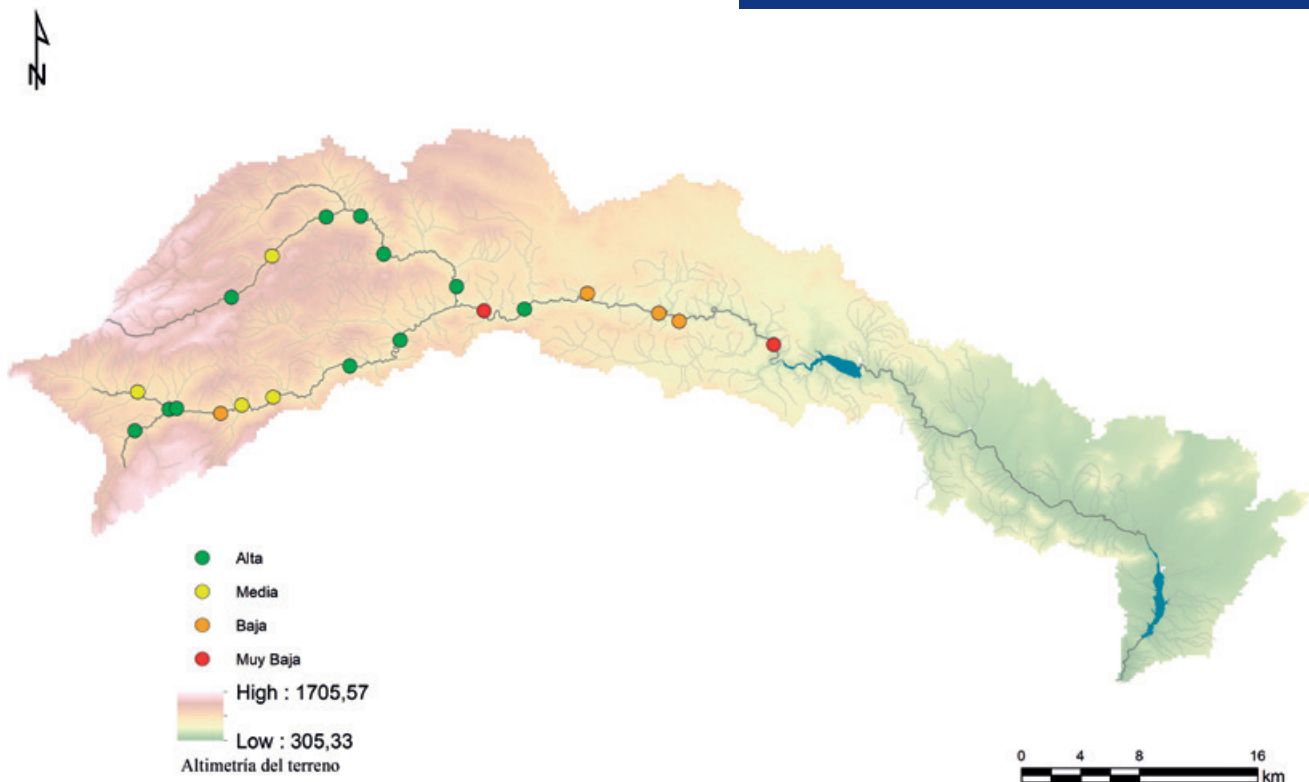 N
Alta
Media
Baja
Muy Baja
High : 1705,57
Low : 305,33
Altimetría del terreno
0 4 8 16
km